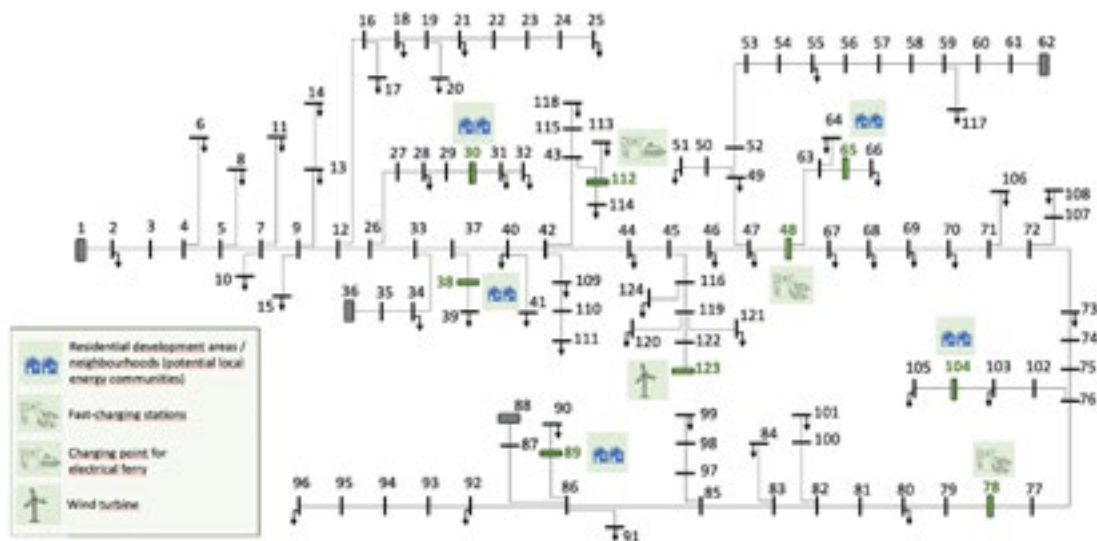 16 18 19 21 22 23 24 25
53 54 55 56 57 58 59 60 61 62
17 20
14
118
6 11
115 113
64
117
8
51 50 52
13 27 28 29 30 31 32
43
63 65 66
112
49
114
106 108
107
1 2 3 4 5 7 9 12 26 33 37 40 42 44 45 46 47 48 67 68 69 70 71 72
10
38
109
116
15
36 35 34
39 41
124
110
119
73
121
111
120 122
74
Residential development areas /
neighbourhoods (potential local
energy communities)
123
105 104 103 102
75
76
Fast-charging stations
88 90
99
101
87
98
84 100
Charging point for
electrical ferry
89
97
96 95 94 93 92 86 85 83 82 81 80 79 78 77
Wind turbine
91